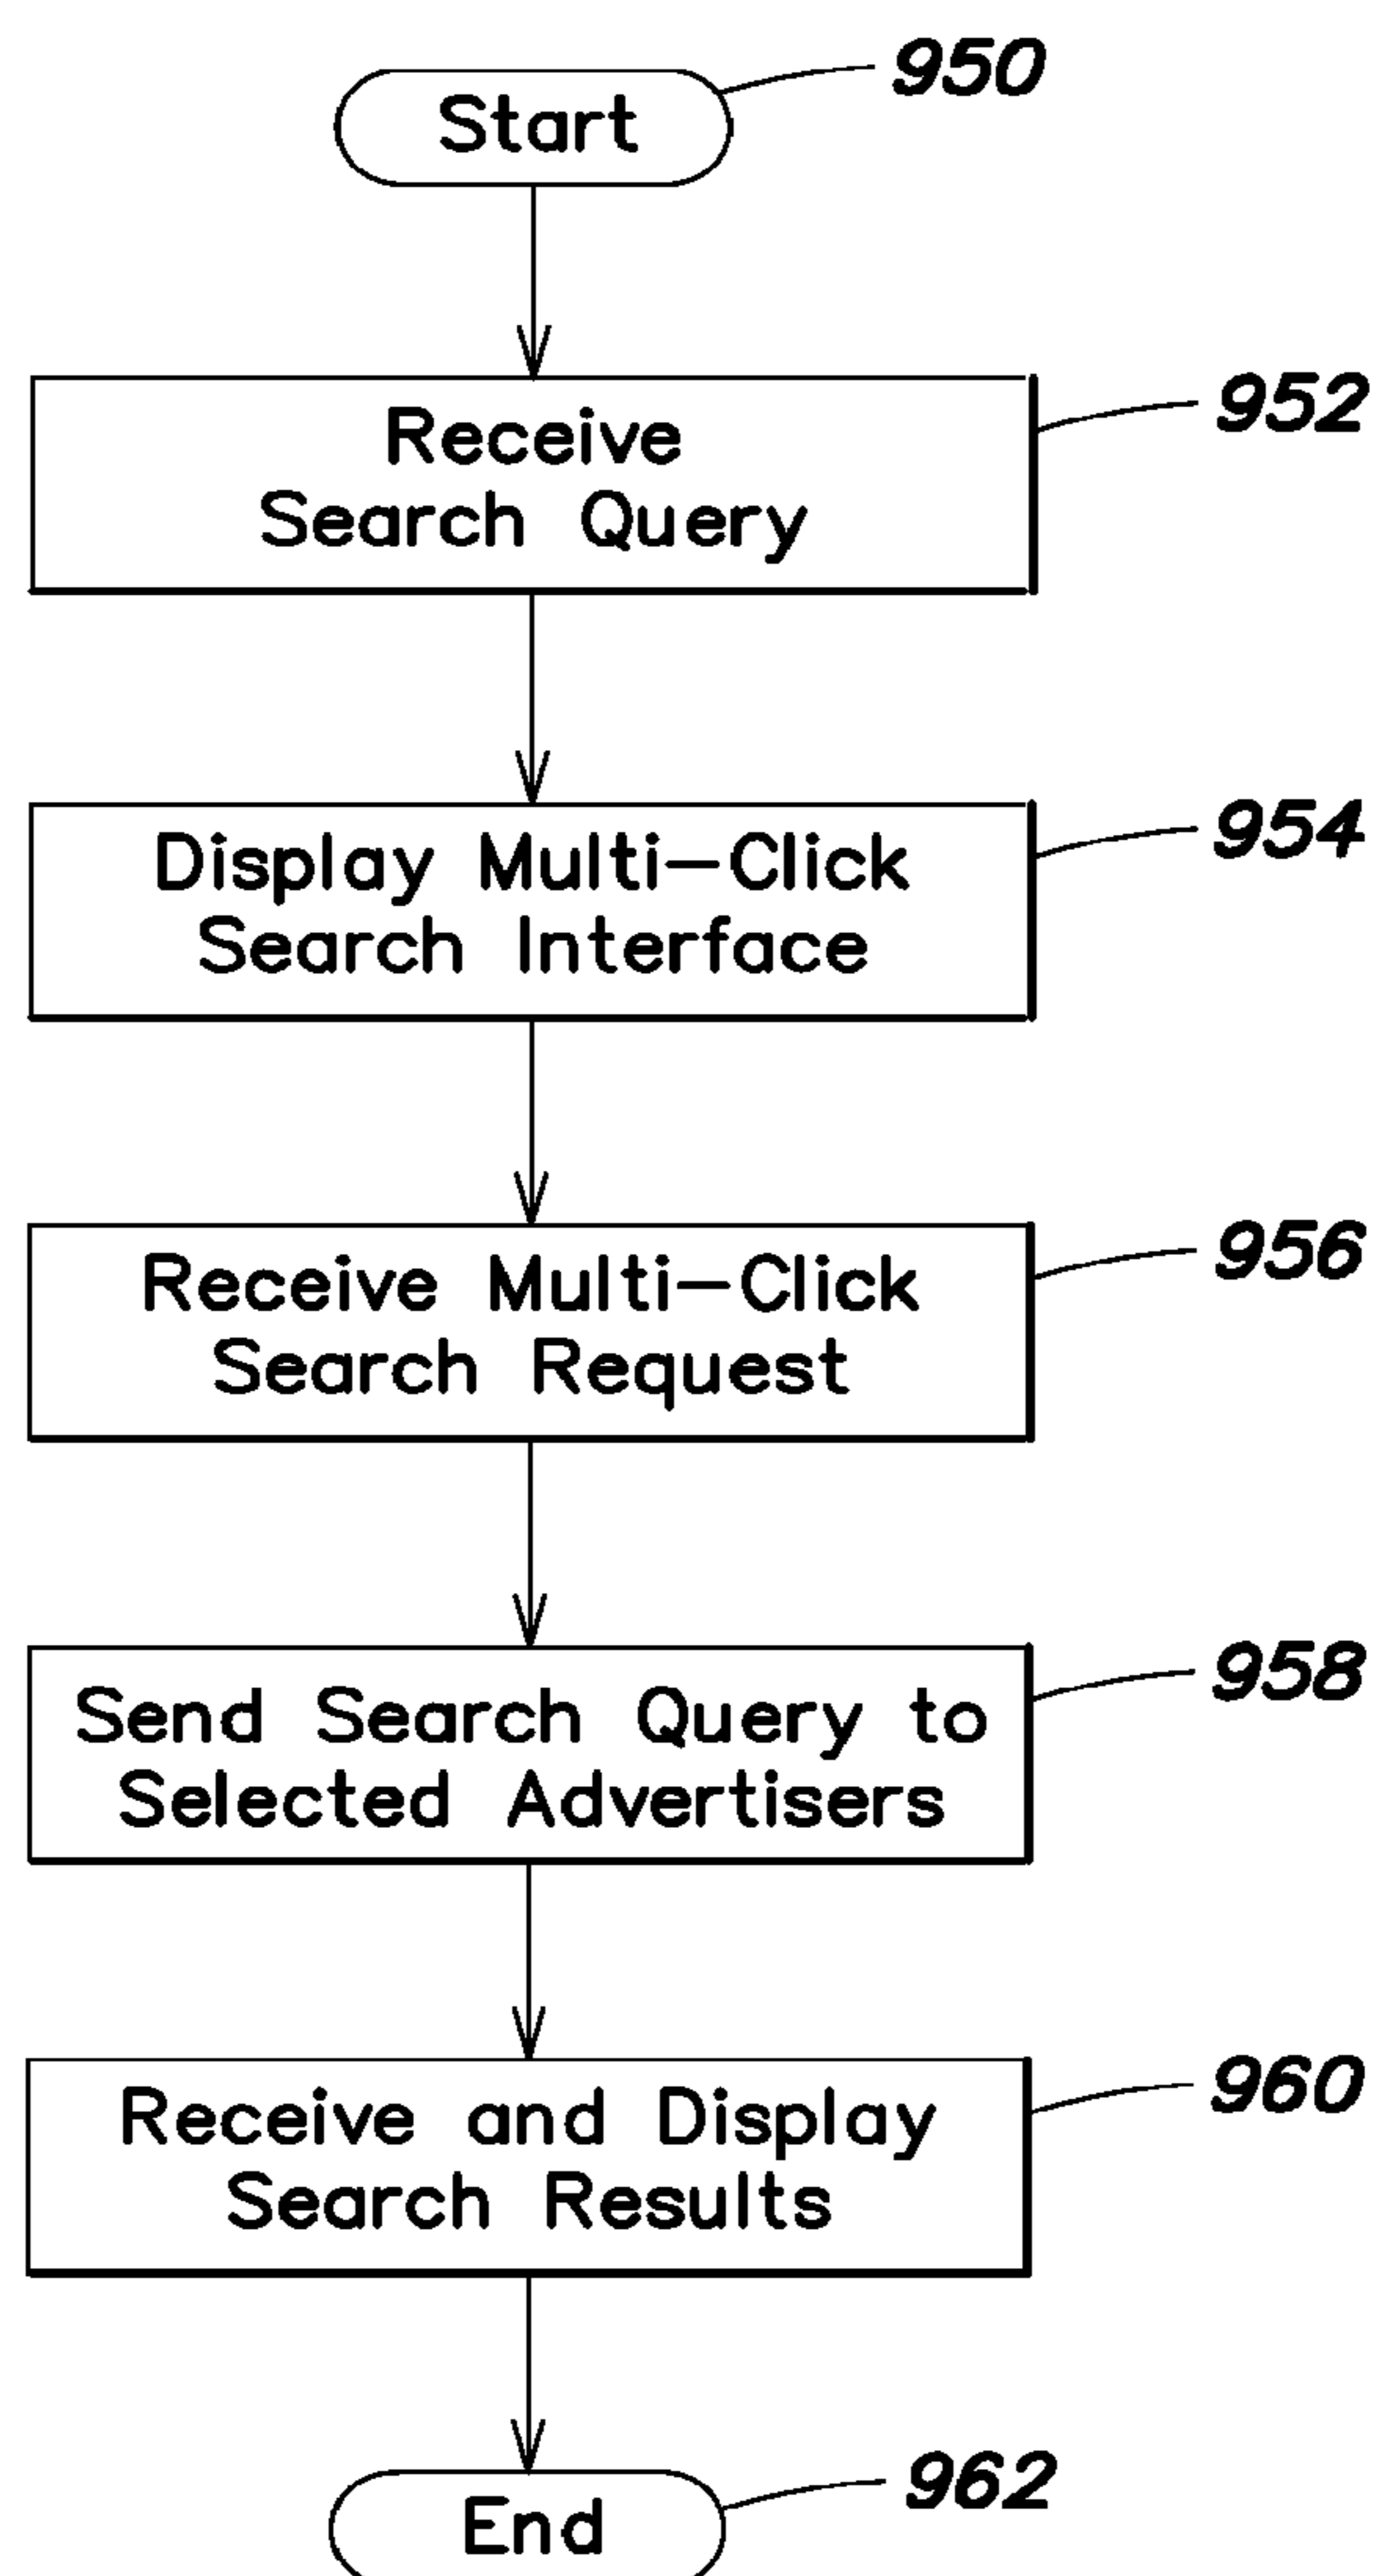 Start
950
Receive
Search Query
952
Display Multi-Click
Search Interface
954
Receive Multi-Click
Search Request
956
Send Search Query to
Selected Advertisers
958
Receive and Display
Search Results
960
End
962